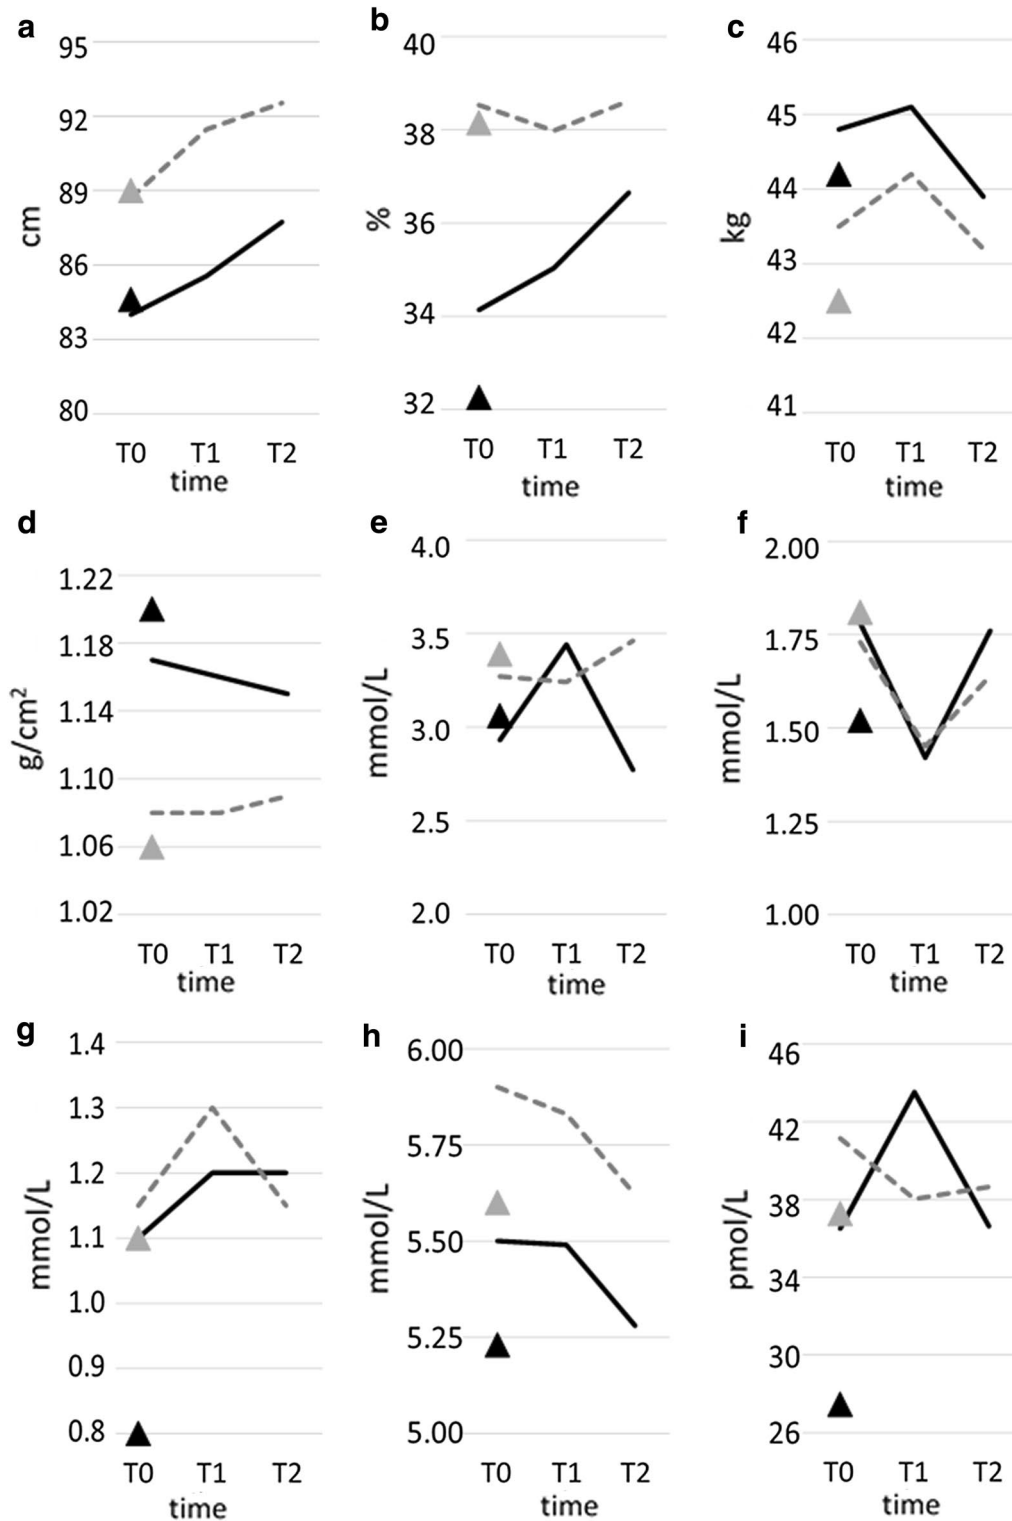 a
95
92
89
86
83
80
cm
T0 T1 T2
time
b
40
38
36
34
32
%
T0 T1 T2
time
c
46
45
44
43
42
41
kg
T0 T1 T2
time
d
1.22
1.18
1.14
1.10
1.06
1.02
g/cm²
T0 T1 T2
time
e
4.0
3.5
3.0
2.5
2.0
mmol/L
T0 T1 T2
time
f
2.00
1.75
1.50
1.25
1.00
mmol/L
T0 T1 T2
time
g
1.4
1.3
1.2
1.1
1.0
0.9
0.8
mmol/L
T0 T1 T2
time
h
6.00
5.75
5.50
5.25
5.00
mmol/L
T0 T1 T2
time
i
46
42
38
34
30
26
pmol/L
T0 T1 T2
time